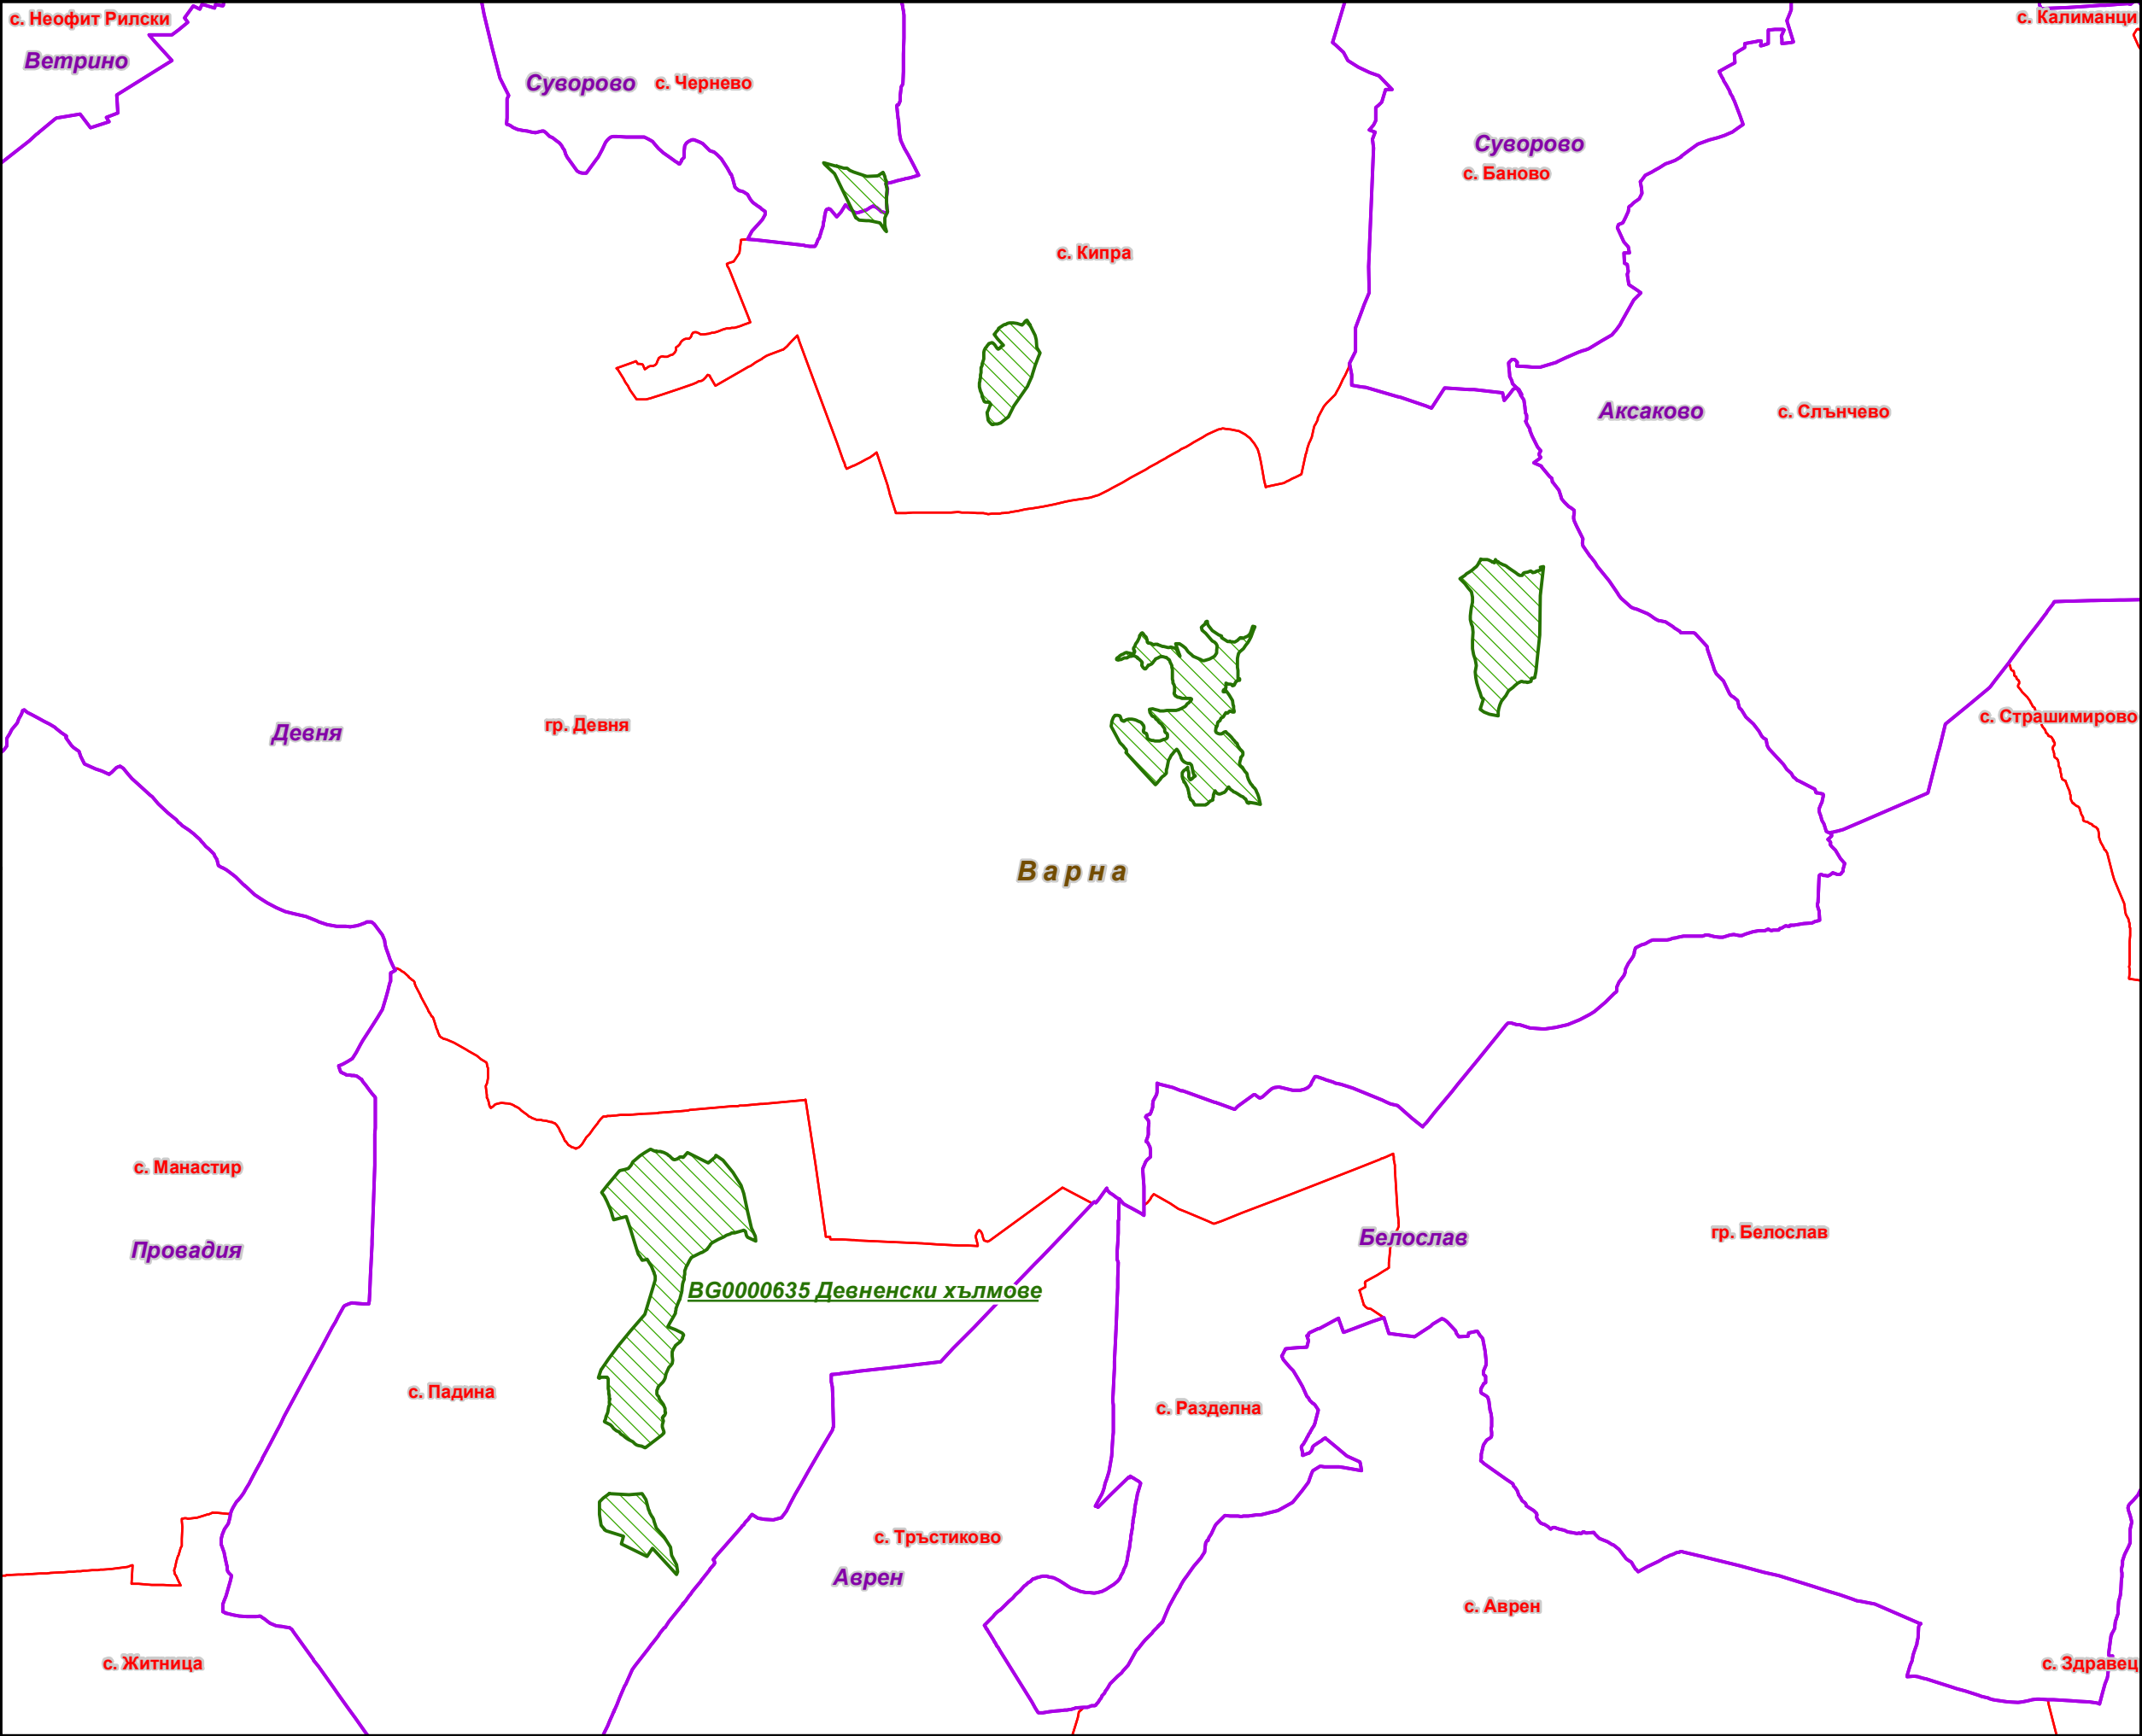 с. Неофит Рилски
с. Калиманци
Ветрино
Суворово
с. Чернево
Суворово
с. Баново
с. Кипра
Аксаково
с. Слънчево
с. Страшимирово
Девня
гр. Девня
Варна
с. Манастир
Провадия
Белослав
гр. Белослав
BG0000635 Девненски хълмове
с. Падина
с. Разделна
с. Тръстиково
Аврен
с. Аврен
с. Житница
с. Здравец